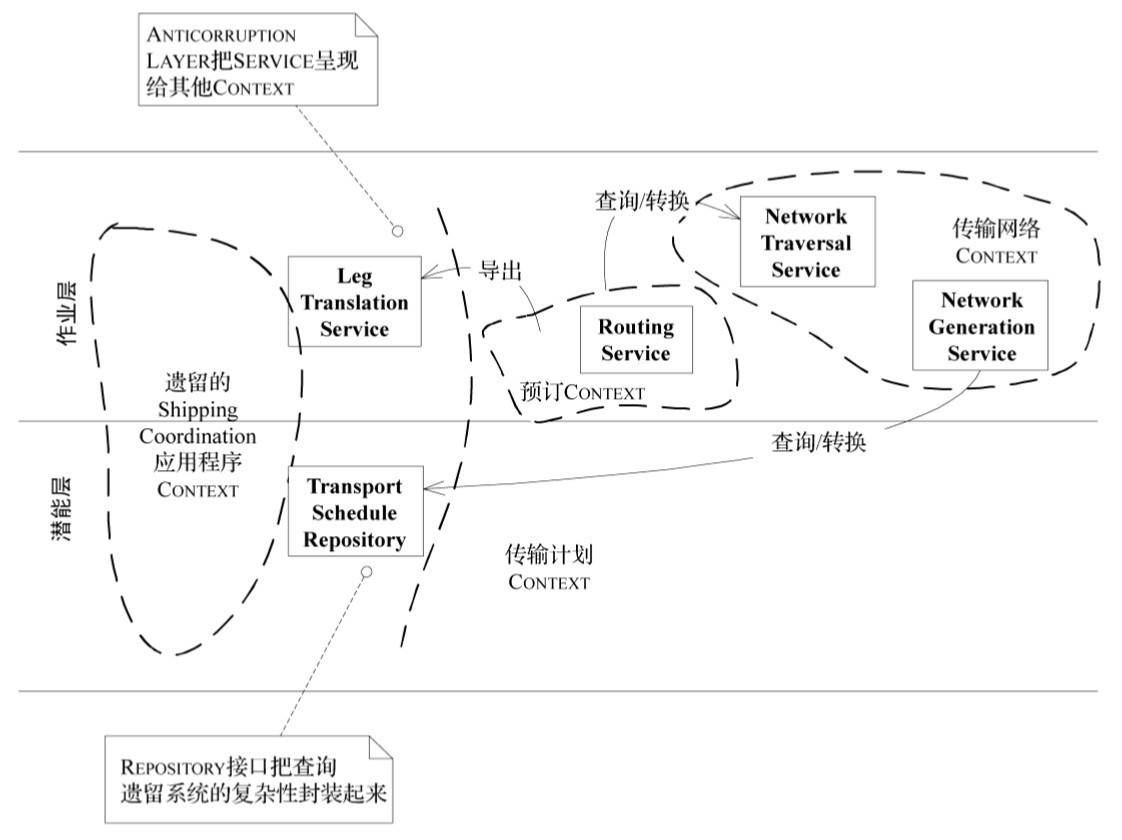 ANTICORRUPTION
LAYER把SERVICE呈现
给其他CONTEXT
查询/转换
Network
Traversal
Service
传输网络
CONTEXT
作业层
Leg
Translation
Service
导出
Routing
Service
Network
Generation
Service
预订CONTEXT
遗留的
Shipping
Coordination
应用程序
CONTEXT
查询/转换
潜能层
Transport
Schedule
Repository
传输计划
CONTEXT
REPOSITORY接口把查询
遗留系统的复杂性封装起来